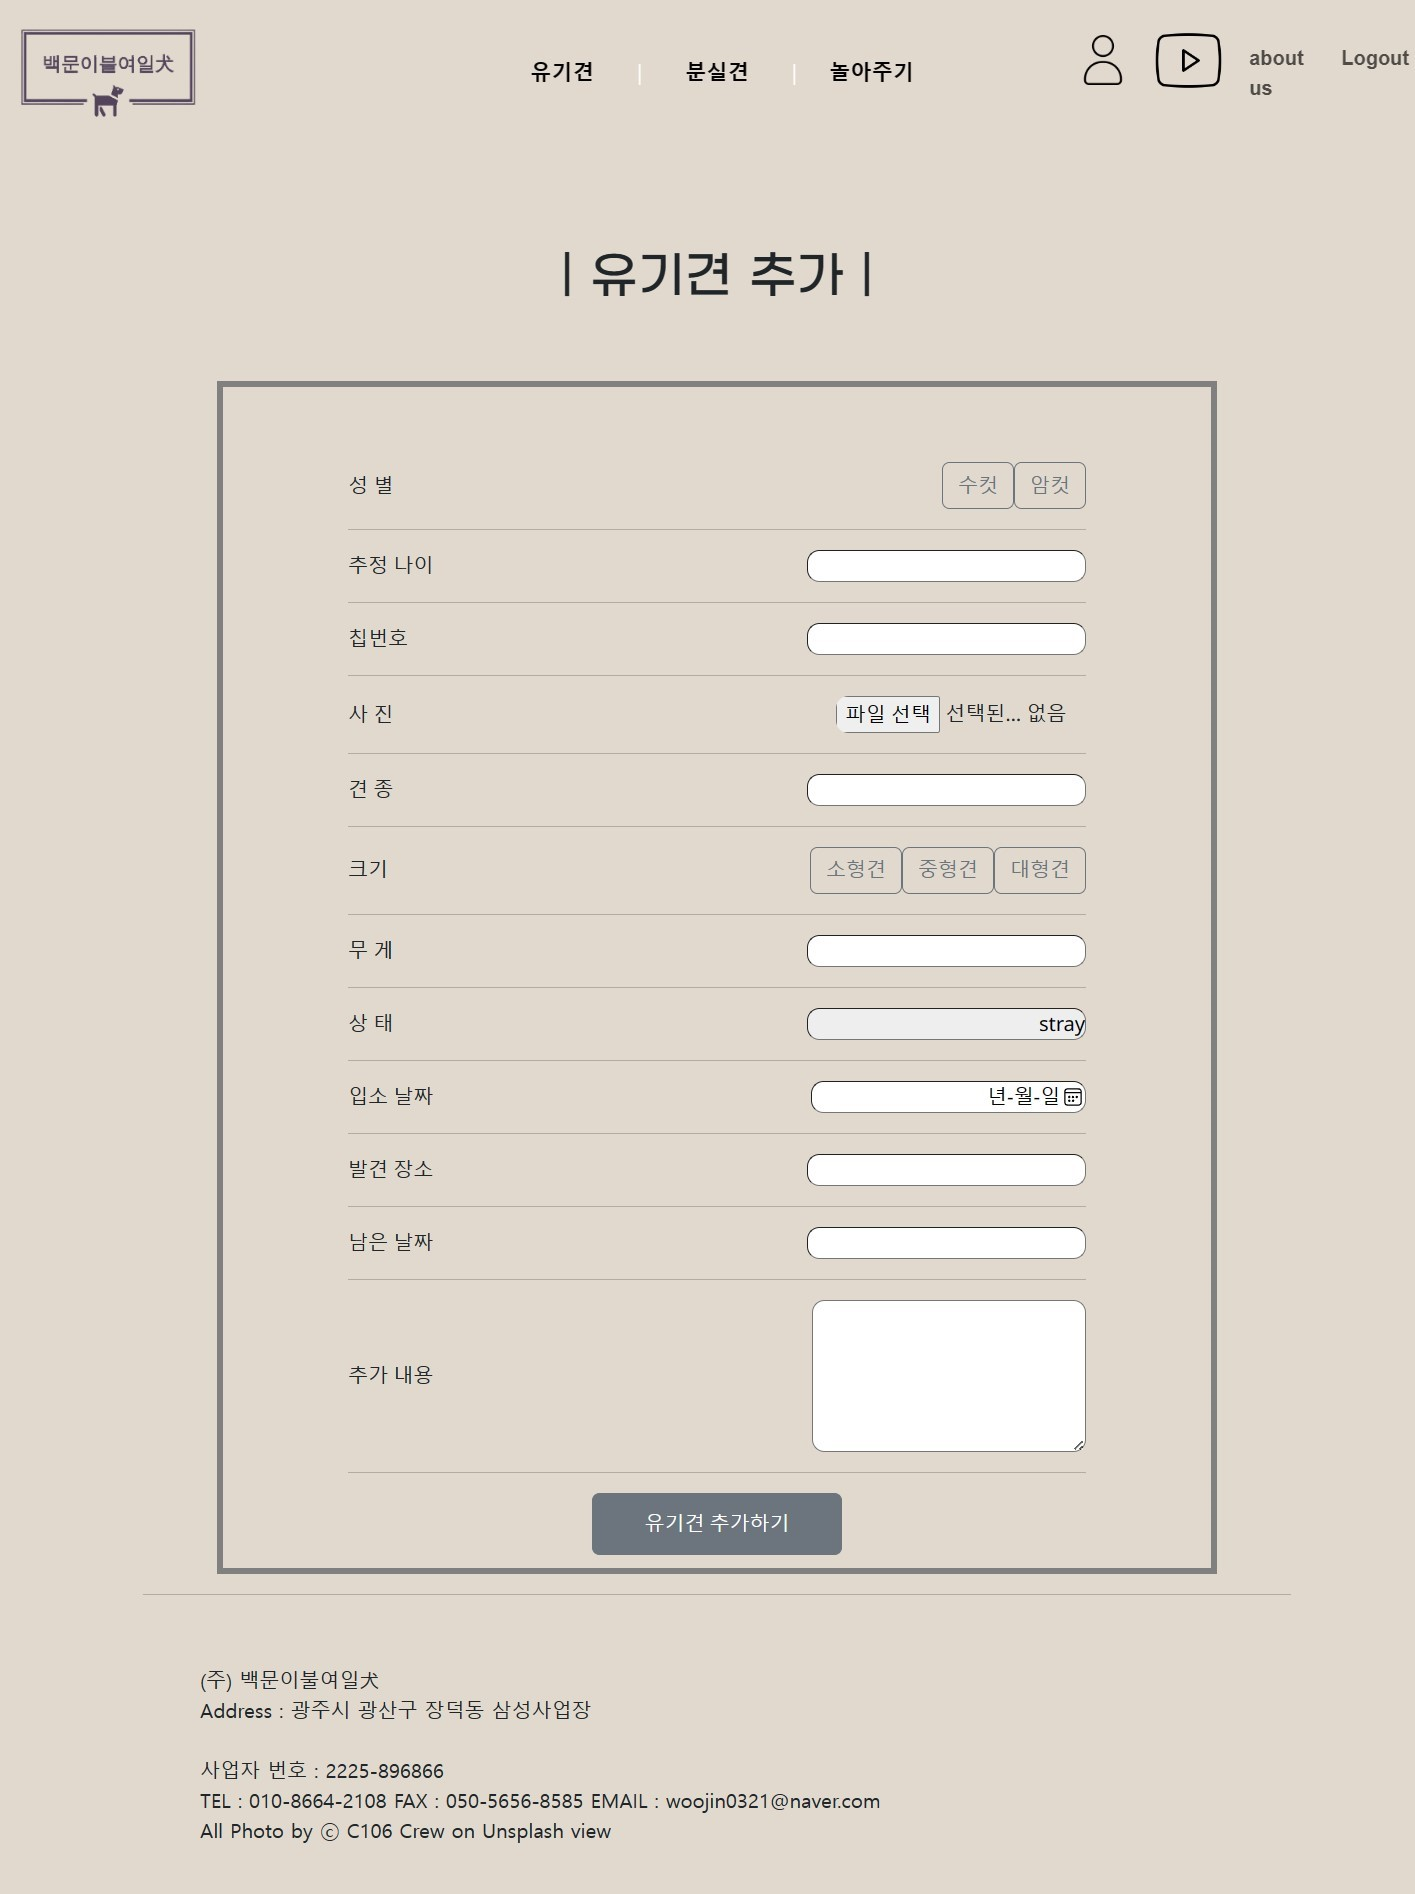 백문이불여일犬
유기견 | 분실견 | 놀아주기
about us
Logout
| 유기견 추가 |
성 별 수컷 암컷
추정 나이
칩번호
사 진 파일 선택 선택된... 없음
견 종
크기 소형견 중형견 대형견
무 게
상 태 stray
입소 날짜 년-월-일
발견 장소
남은 날짜
추가 내용
유기견 추가하기
(주) 백문이불여일犬
Address : 광주시 광산구 장덕동 삼성사업장
사업자 번호 : 2225-896866
TEL : 010-8664-2108 FAX : 050-5656-8585 EMAIL : woojin0321@naver.com
All Photo by ⓒ C106 Crew on Unsplash view